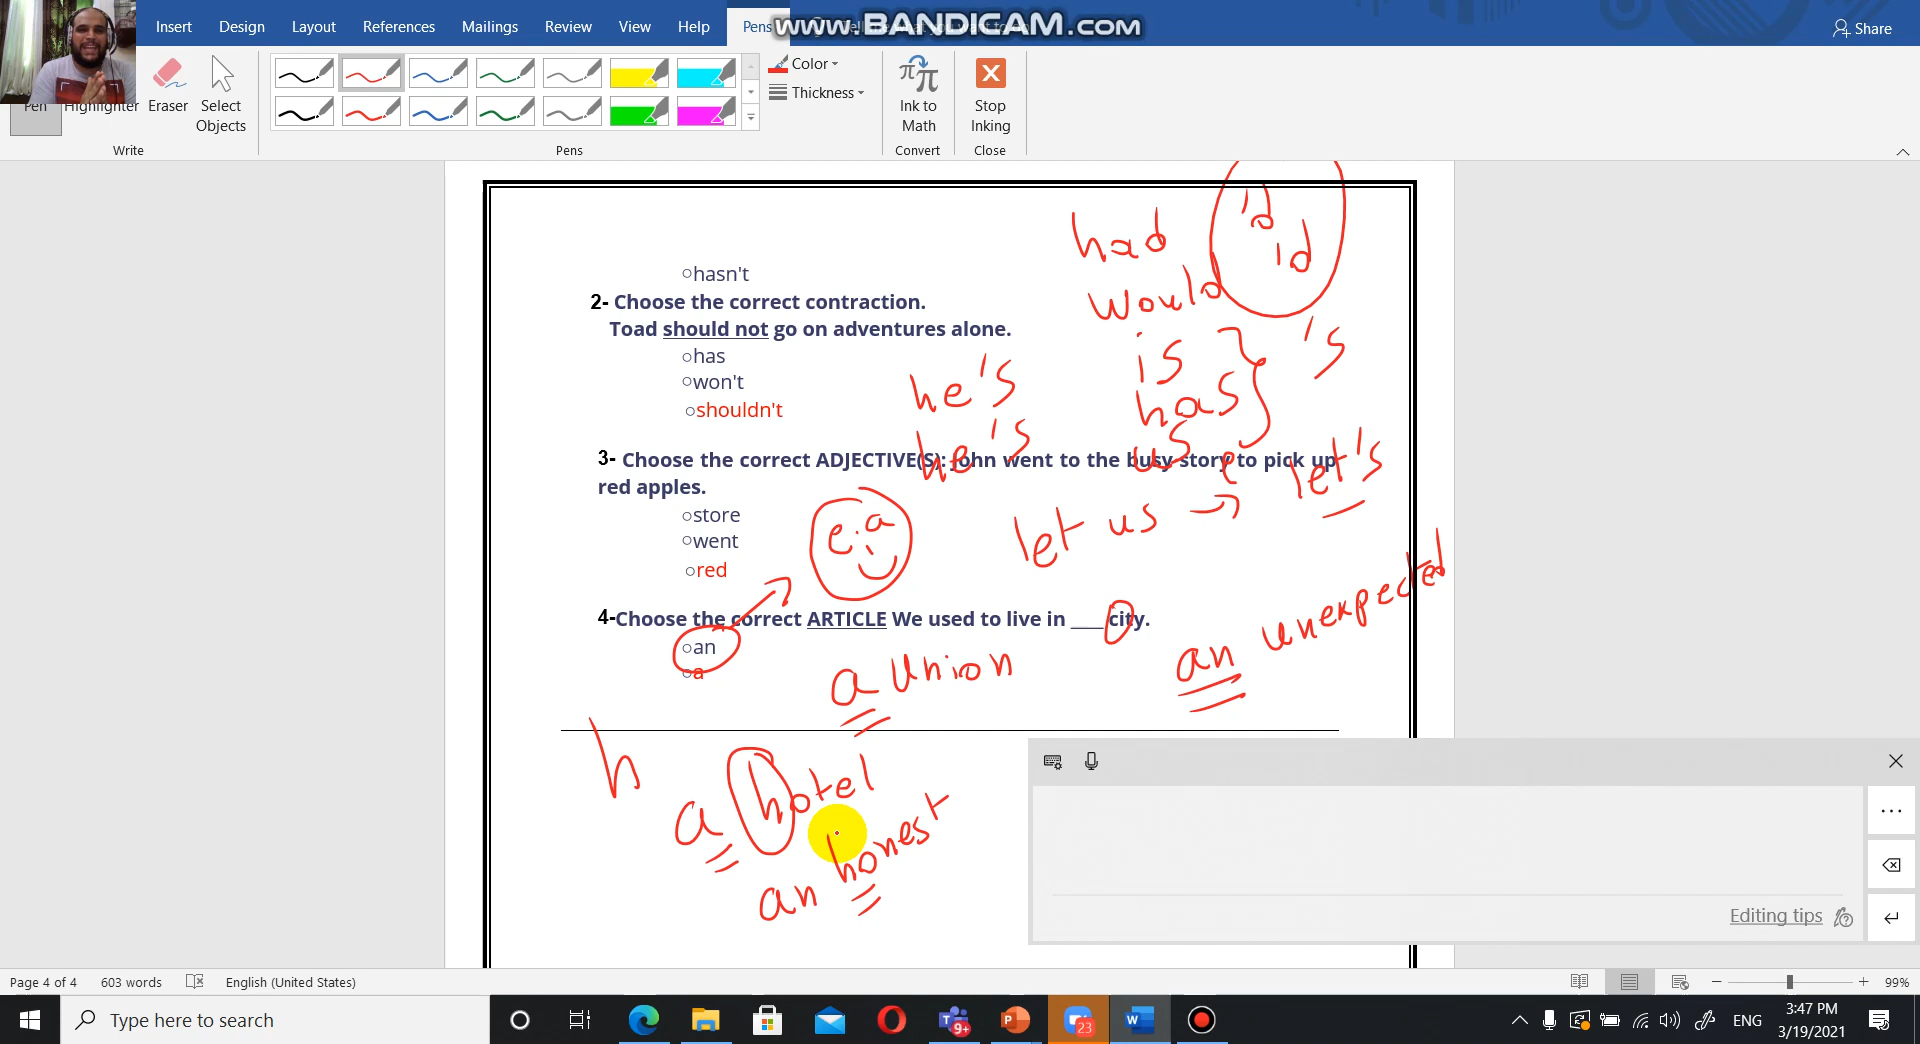 Insert Design Layout References Mailings Review View Help Pens
www.BANDICAM.com
Share
Pen Highlighter Eraser Select Objects
Color
Thickness
Ink to Math
Stop Inking
Write Pens Convert Close
'd
had 'd
would
hasn't
2- Choose the correct contraction.
Toad should not go on adventures alone.
has
won't
shouldn't
is 's
he's has
he's us
3- Choose the correct ADJECTIVE(S): John went to the busy story to pick up
red apples.
e
let us → let's
store
went
red
e.a
4-Choose the correct ARTICLE We used to live in ____ city.
an
a
a union
an unexpected
h
a hotel
an honest
Editing tips
Page 4 of 4 603 words English (United States) 99%
Type here to search
9+
23
ENG
3:47 PM
3/19/2021